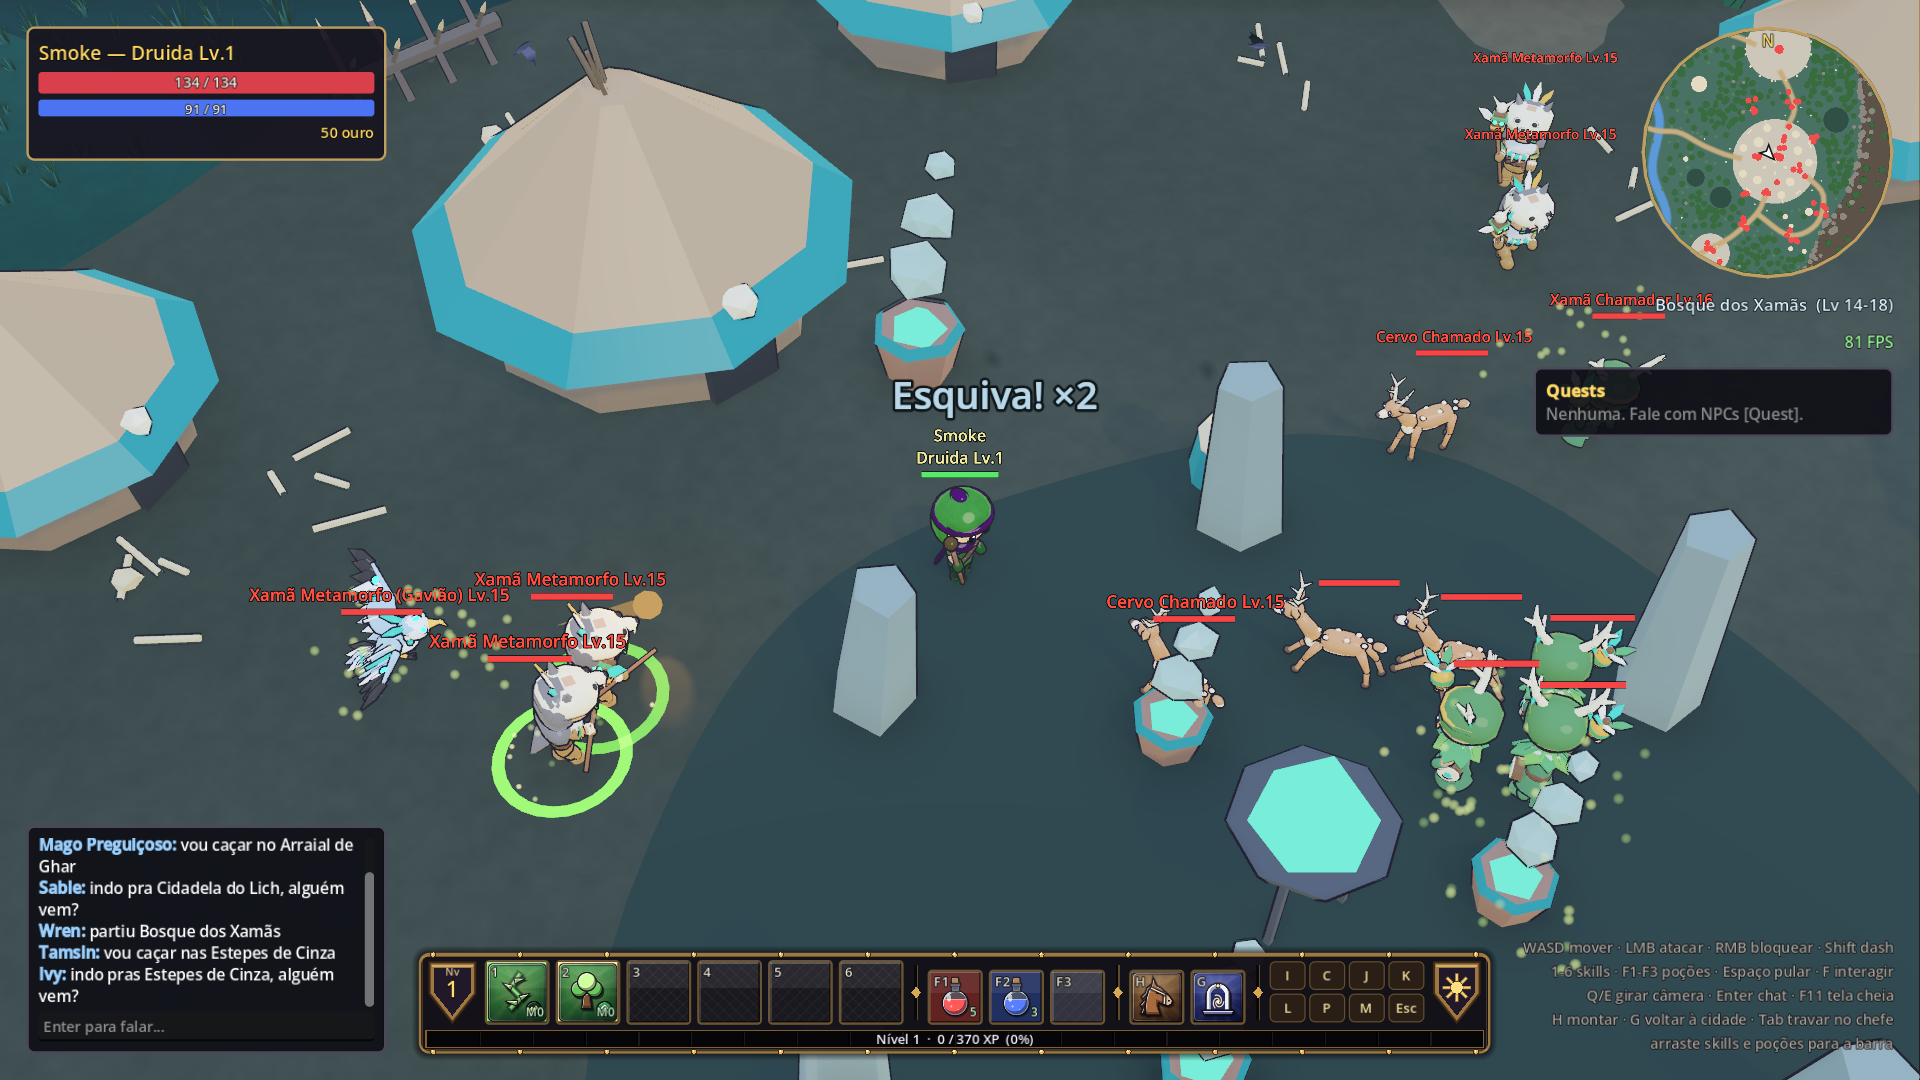 Smoke — Druida Lv.1
134 / 134
91 / 91
50 ouro
Xamã Metamorfo Lv.15
N
Xamã Metamorfo Lv.15
Xamã Chamador Lv.16
Bosque dos Xamãs (Lv 14-18)
Cervo Chamado Lv.15
81 FPS
Quests
Nenhuma. Fale com NPCs [Quest].
Esquiva! ×2
Smoke
Druida Lv.1
Xamã Metamorfo Lv.15
Xamã Metamorfo (Gavião) Lv.15
Xamã Metamorfo Lv.15
Cervo Chamado Lv.15
Mago Preguiçoso: vou caçar no Arraial de
Ghar
Sable: indo pra Cidadela do Lich, alguém
vem?
Wren: partiu Bosque dos Xamãs
Tamsin: vou caçar nas Estepes de Cinza
Ivy: indo pras Estepes de Cinza, alguém
vem?
Enter para falar...
Nv
1
1 M0
2 M0
3
4
5
6
F1 5
F2 3
F3
H
G
I C J K
L P M Esc
Nível 1 · 0 / 370 XP (0%)
WASD mover · LMB atacar · RMB bloquear · Shift dash
1-6 skills · F1-F3 poções · Espaço pular · F interagir
Q/E girar câmera · Enter chat · F11 tela cheia
H montar · G voltar à cidade · Tab travar no chefe
arraste skills e poções para a barra